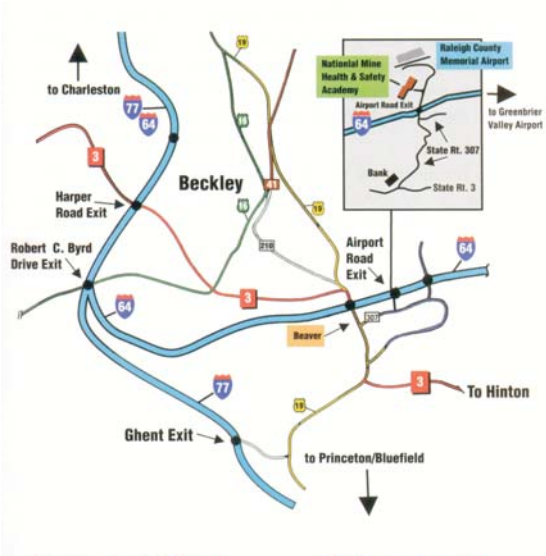 to Charleston
77
64
3
Harper
Road Exit
Robert C. Byrd
Drive Exit
64
77
Ghent Exit
Beckley
19
16
41
16
210
19
3
Airport
Road
Exit
64
307
Beaver
3
To Hinton
19
to Princeton/Bluefield
National Mine
Health & Safety
Academy
Raleigh County
Memorial Airport
Airport Road Exit
64
to Greenbrier
Valley Airport
State Rt. 307
Bank
State Rt. 3